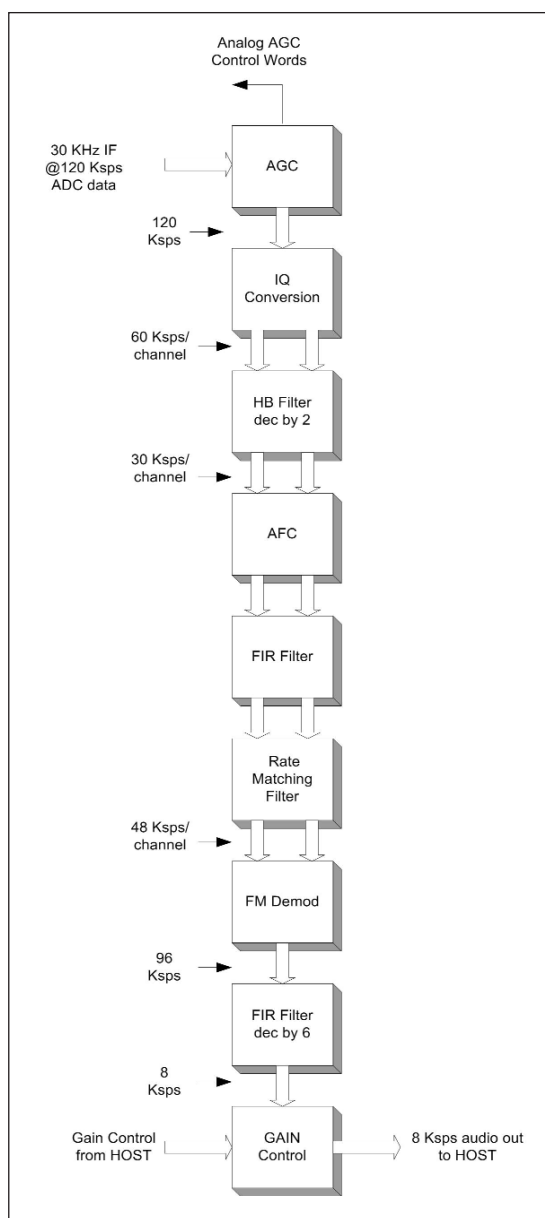 Analog AGC
Control Words
30 KHz IF
@120 Ksps
ADC data
AGC
120
Ksps
IQ
Conversion
60 Ksps/
channel
HB Filter
dec by 2
30 Ksps/
channel
AFC
FIR Filter
Rate
Matching
Filter
48 Ksps/
channel
FM Demod
96
Ksps
FIR Filter
dec by 6
8
Ksps
Gain Control
from HOST
GAIN
Control
8 Ksps audio out
to HOST